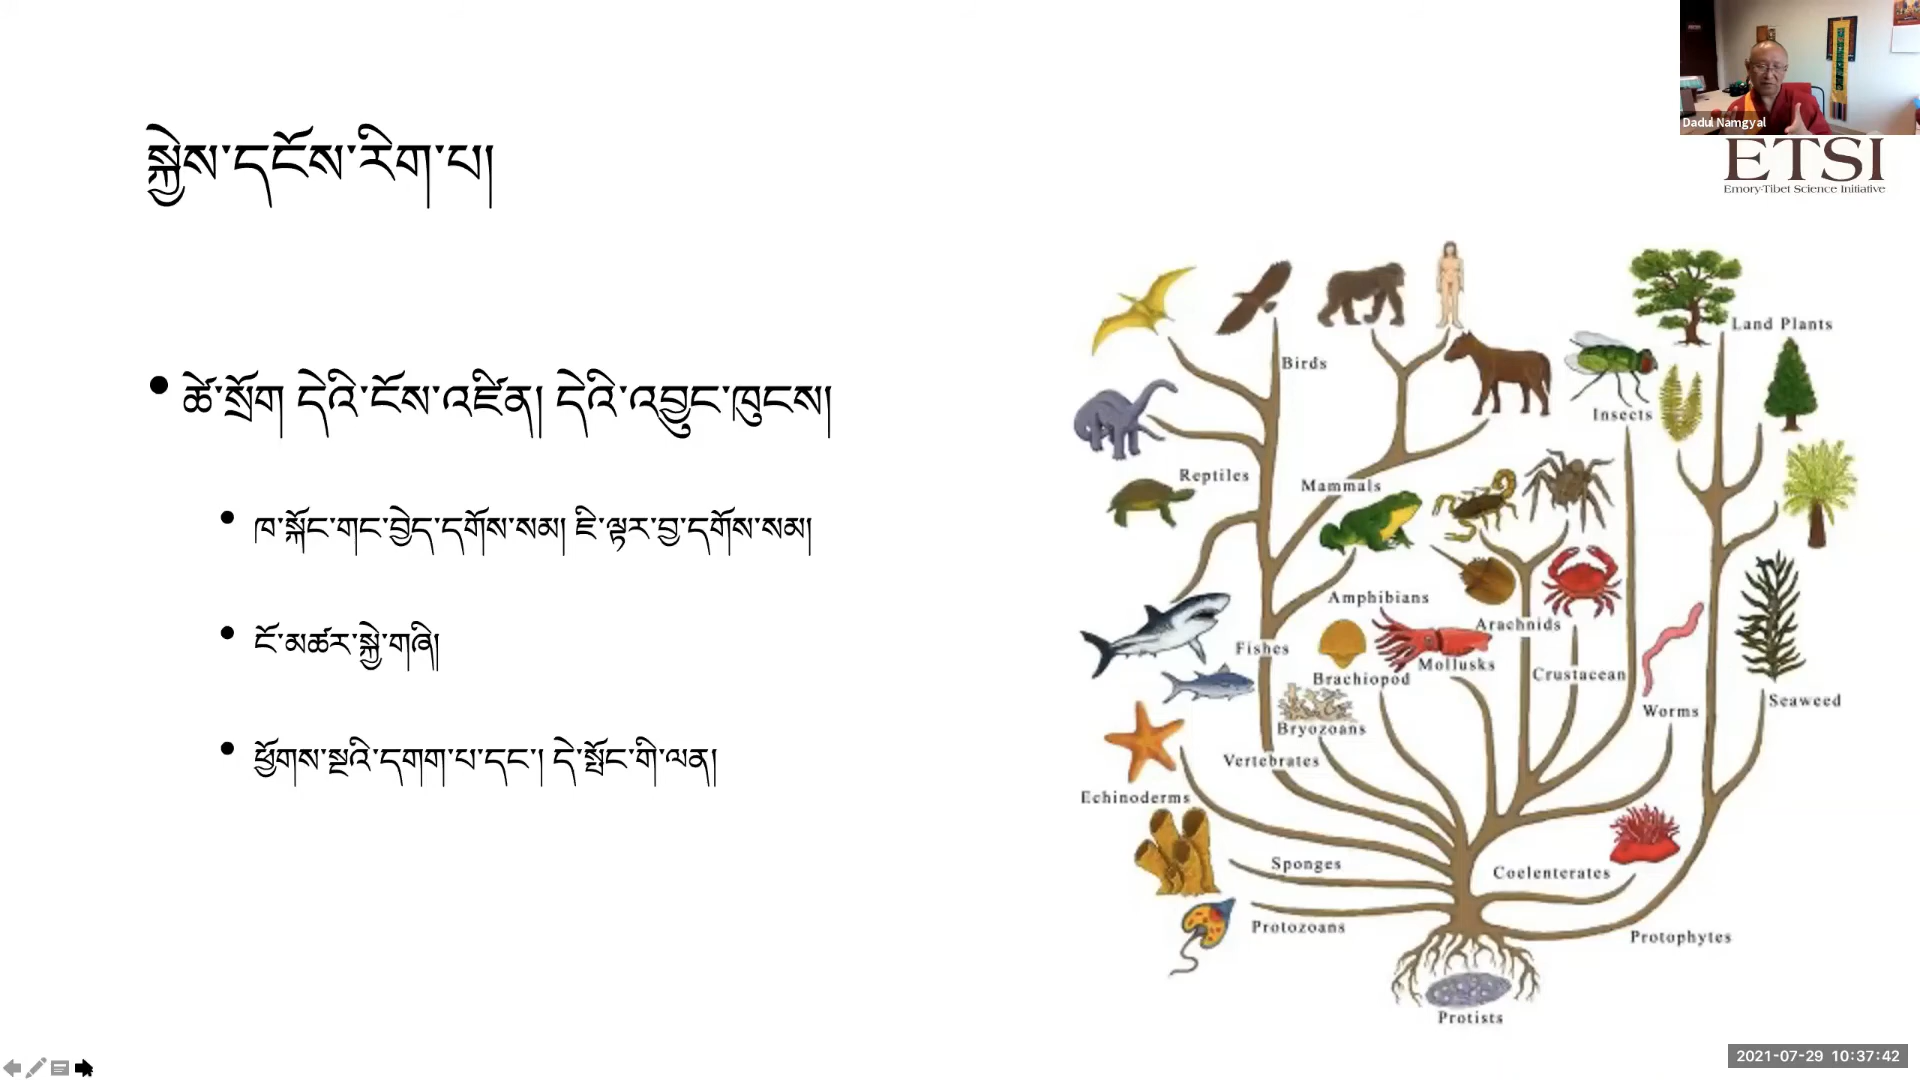 Dadul Namgyal
ETSI
Emory-Tibet Science Initiative
སྐྱེས་དངོས་རིག་པ།
• ཚེ་སྲོག དེའི་ངོས་འཛིན། དེའི་འབྱུང་ཁུངས།
• ཁ་སྐོང་གང་བྱེད་དགོས་སམ། ཇི་ལྟར་བྱ་དགོས་སམ།
• ངོ་མཚར་སྐྱེ་གཞི།
• ཕྱོགས་སྔའི་དགག་པ་དང་། དེ་སྤོང་གི་ལན།
Land Plants
Birds
Insects
Reptiles
Mammals
Amphibians
Arachnids
Fishes
Mollusks
Brachiopod
Crustacean
Seaweed
Worms
Bryozoans
Vertebrates
Echinoderms
Sponges
Coelenterates
Protozoans
Protophytes
Protists
2021-07-29 10:37:42